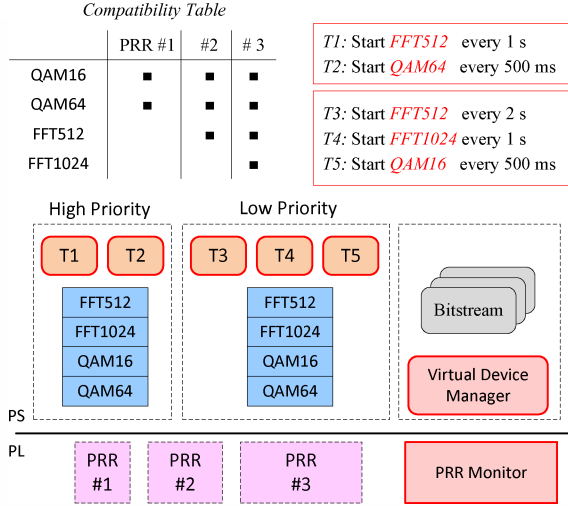 Compatibility Table
PRR #1 #2 # 3
QAM16 ■ ■ ■
QAM64 ■ ■ ■
FFT512 ■ ■
FFT1024 ■
T1: Start FFT512 every 1 s
T2: Start QAM64 every 500 ms
T3: Start FFT512 every 2 s
T4: Start FFT1024 every 1 s
T5: Start QAM16 every 500 ms
High Priority
T1 T2
FFT512
FFT1024
QAM16
QAM64
Low Priority
T3 T4 T5
FFT512
FFT1024
QAM16
QAM64
Bitstream
Virtual Device
Manager
PS
PL
PRR
#1
PRR
#2
PRR
#3
PRR Monitor